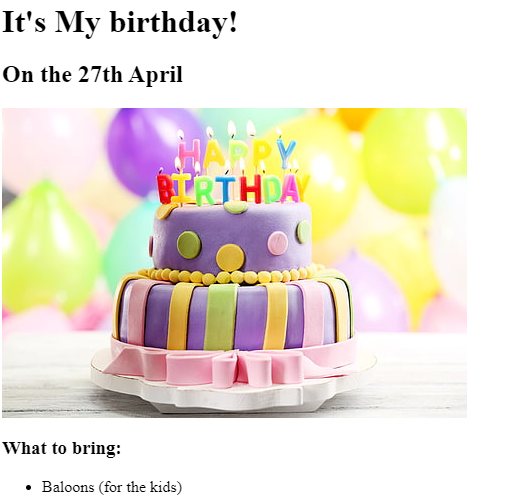 It's My birthday!
On the 27th April
HAPPY
BIRTHDAY
What to bring:
Baloons (for the kids)